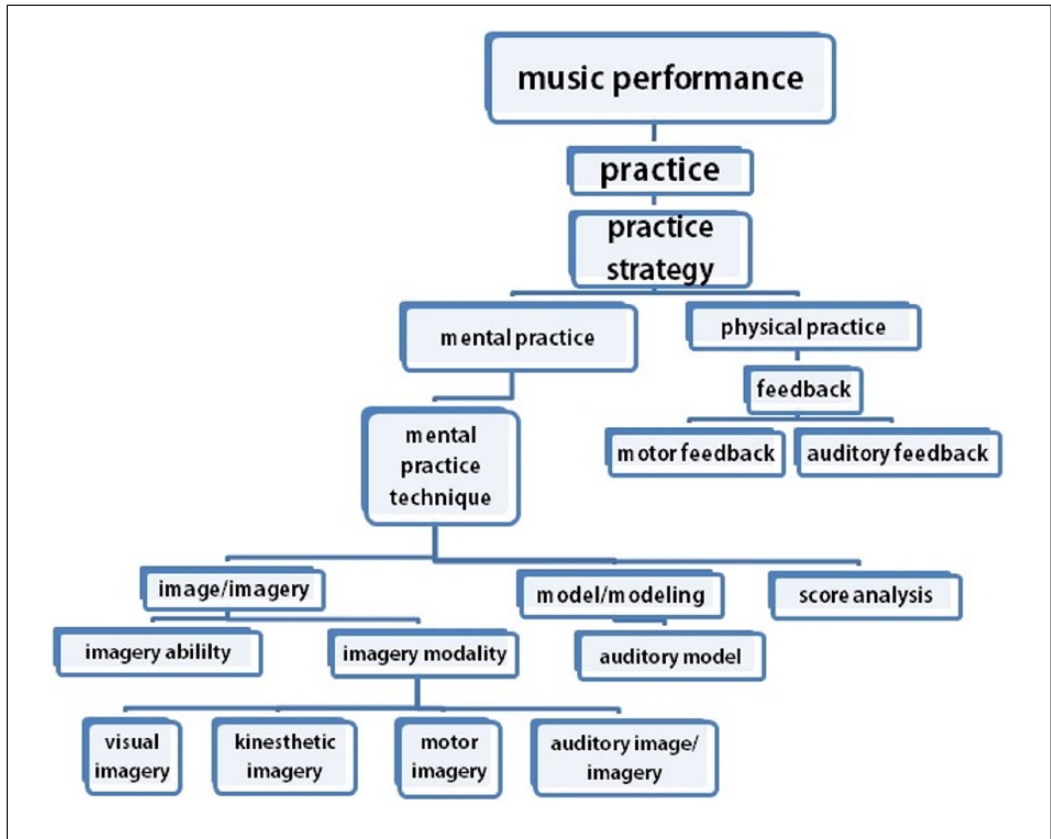 music performance
practice
practice
strategy
mental practice
physical practice
feedback
motor feedback
auditory feedback
mental
practice
technique
image/imagery
model/modeling
score analysis
imagery abililty
imagery modality
auditory model
visual
imagery
kinesthetic
imagery
motor
imagery
auditory image/
imagery